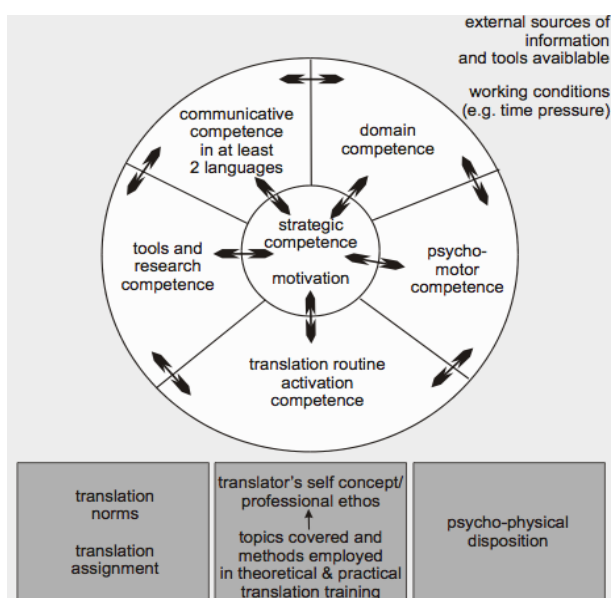 external sources of
information
and tools avaiblable
working conditions
(e.g. time pressure)
communicative
competence
in at least
2 languages
domain
competence
tools and
research
competence
strategic
competence
motivation
psycho-
motor
competence
translation routine
activation
competence
translation
norms
translation
assignment
translator's self concept/
professional ethos
topics covered and
methods employed
in theoretical & practical
translation training
psycho-physical
disposition